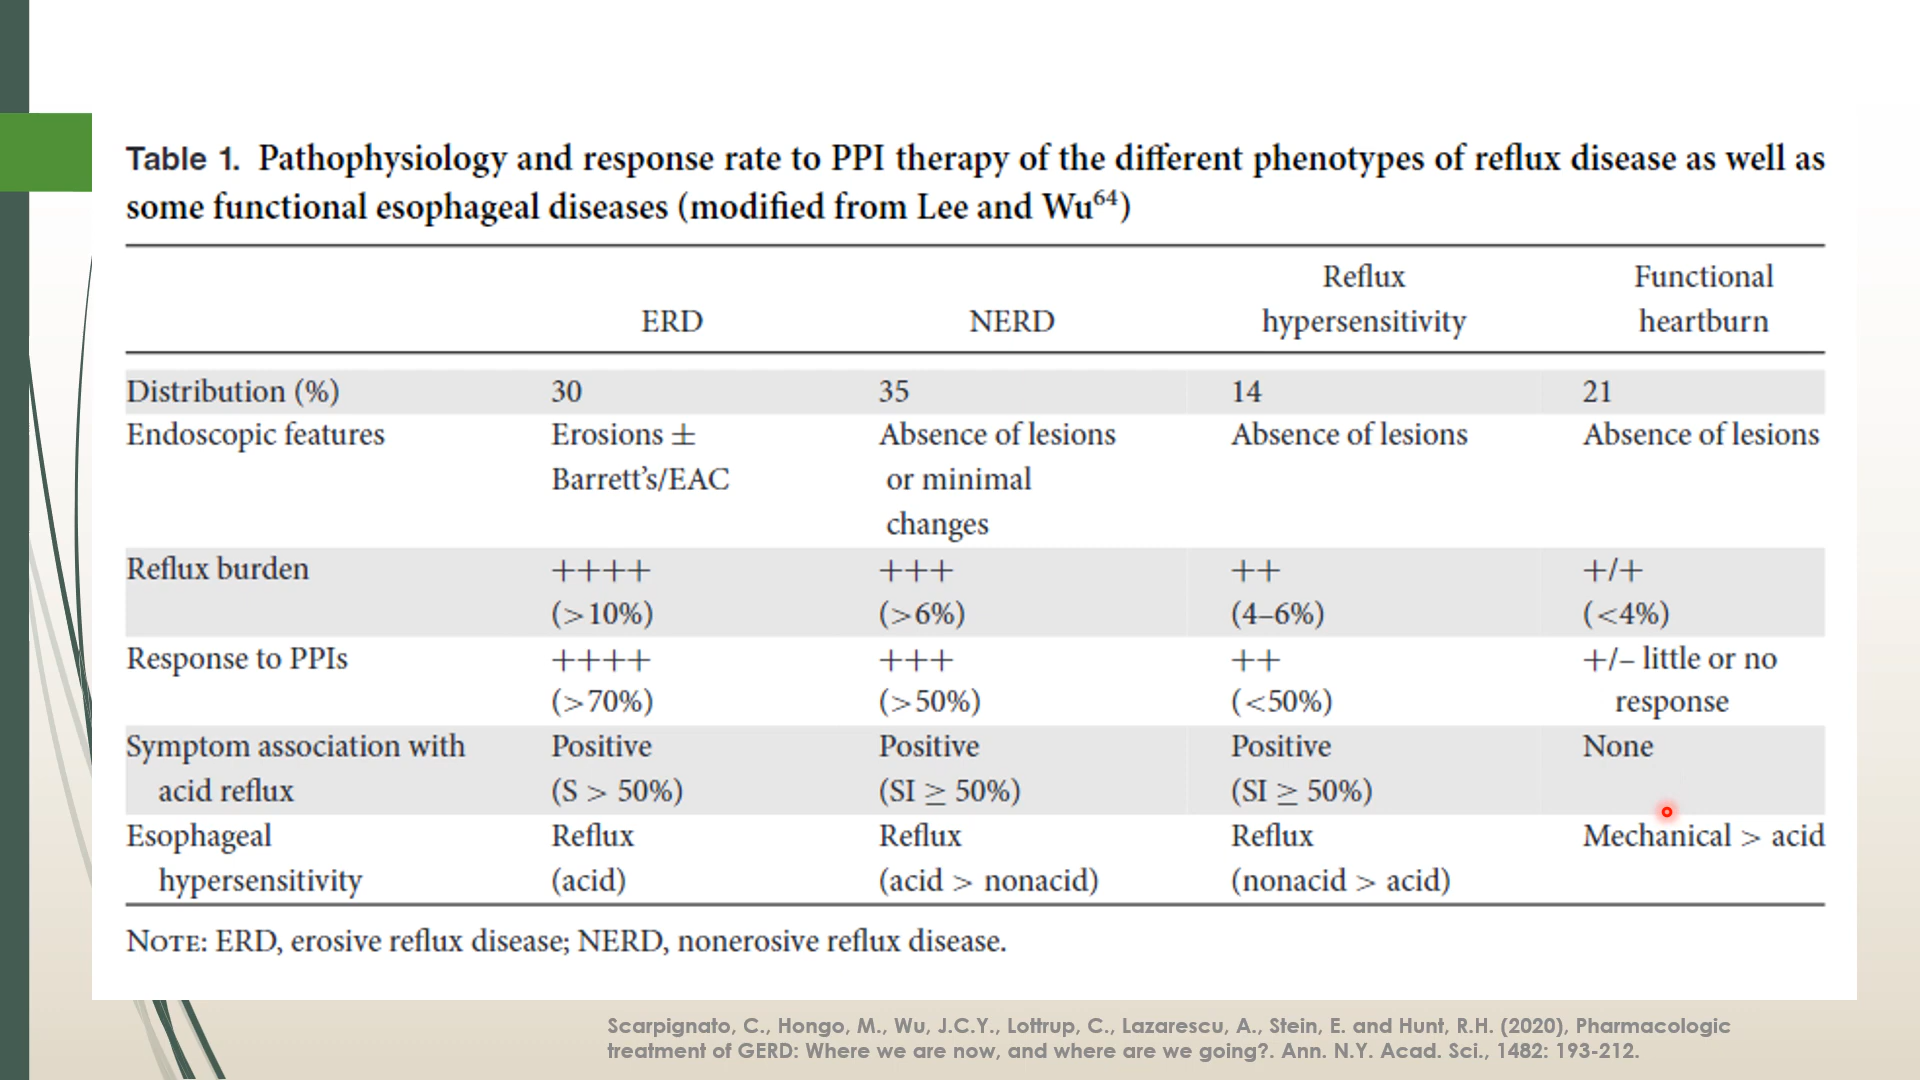 Table 1. Pathophysiology and response rate to PPI therapy of the different phenotypes of reflux disease as well as
some functional esophageal diseases (modified from Lee and Wu64)
ERD NERD Reflux hypersensitivity Functional heartburn
Distribution (%) 30 35 14 21
Endoscopic features Erosions ± Absence of lesions Absence of lesions Absence of lesions
Barrett's/EAC or minimal
changes
Reflux burden ++++ +++ ++ +/+
(>10%) (>6%) (4–6%) (<4%)
Response to PPIs ++++ +++ ++ +/– little or no
(>70%) (>50%) (<50%) response
Symptom association with Positive Positive Positive None
acid reflux (S > 50%) (SI ≥ 50%) (SI ≥ 50%)
Esophageal Reflux Reflux Reflux Mechanical > acid
hypersensitivity (acid) (acid > nonacid) (nonacid > acid)
NOTE: ERD, erosive reflux disease; NERD, nonerosive reflux disease.
Scarpignato, C., Hongo, M., Wu, J.C.Y., Lottrup, C., Lazarescu, A., Stein, E. and Hunt, R.H. (2020), Pharmacologic
treatment of GERD: Where we are now, and where are we going?. Ann. N.Y. Acad. Sci., 1482: 193-212.